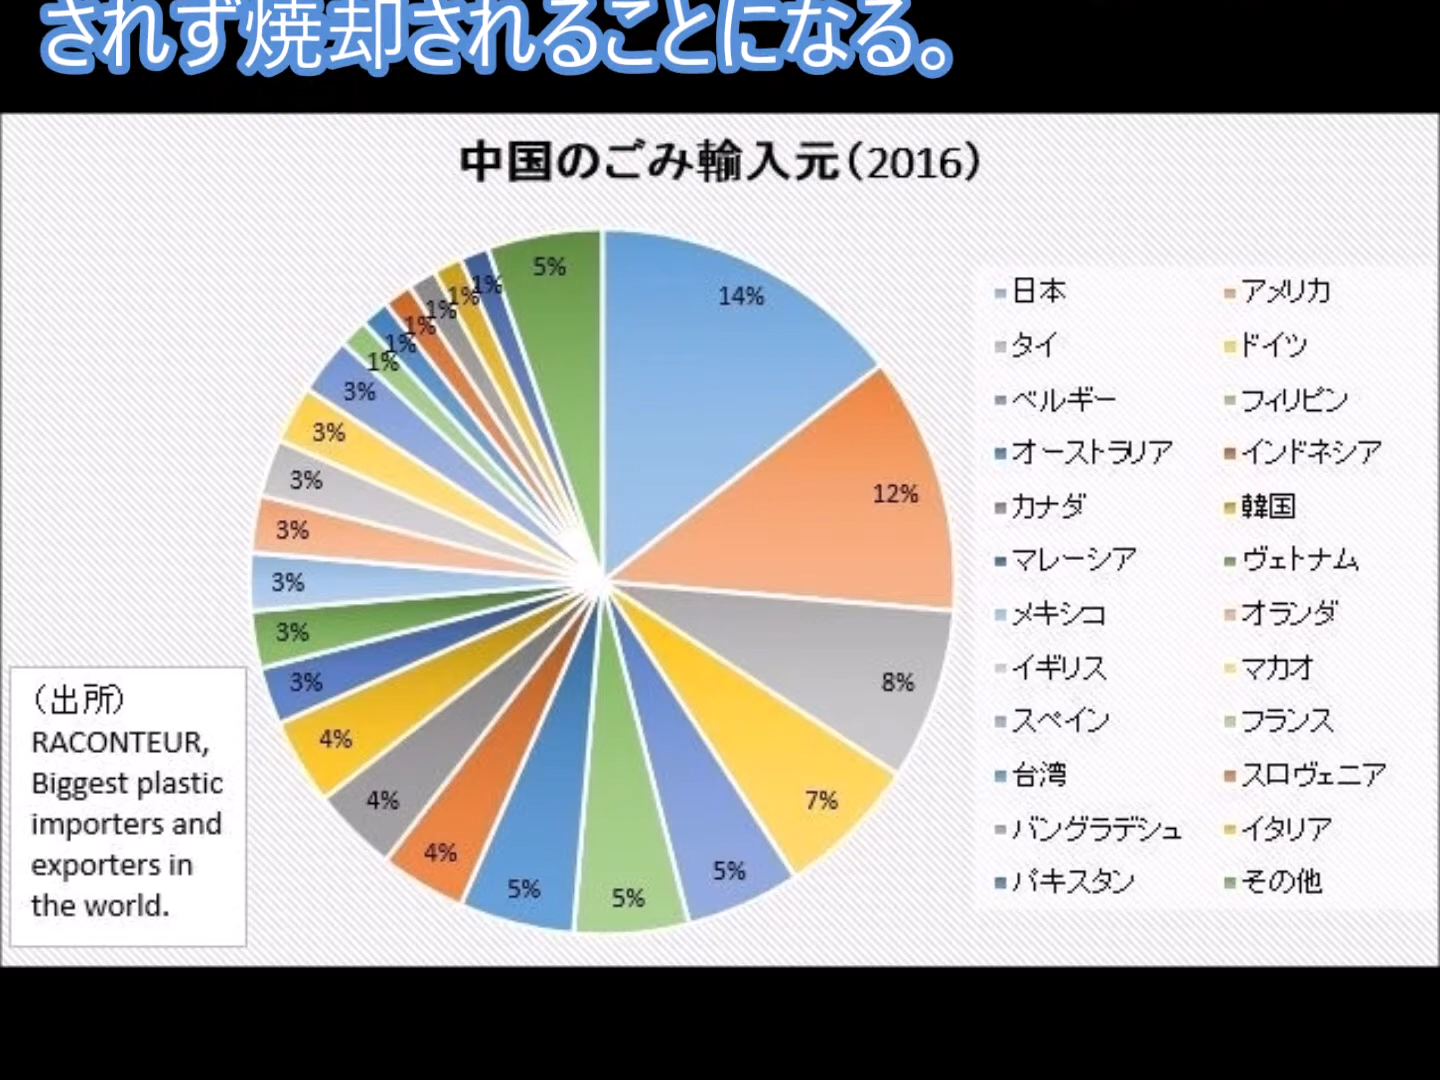 されず焼却されることになる。
中国のごみ輸入元（2016）
5%
14%
1%
1%
1%
1%
1%
1%
3%
3%
3%
3%
3%
3%
3%
4%
4%
4%
5%
5%
5%
7%
8%
12%
日本 アメリカ
タイ ドイツ
ベルギー フィリピン
オーストラリア インドネシア
カナダ 韓国
マレーシア ヴェトナム
メキシコ オランダ
イギリス マカオ
スペイン フランス
台湾 スロヴェニア
バングラデシュ イタリア
パキスタン その他
（出所）
RACONTEUR,
Biggest plastic
importers and
exporters in
the world.